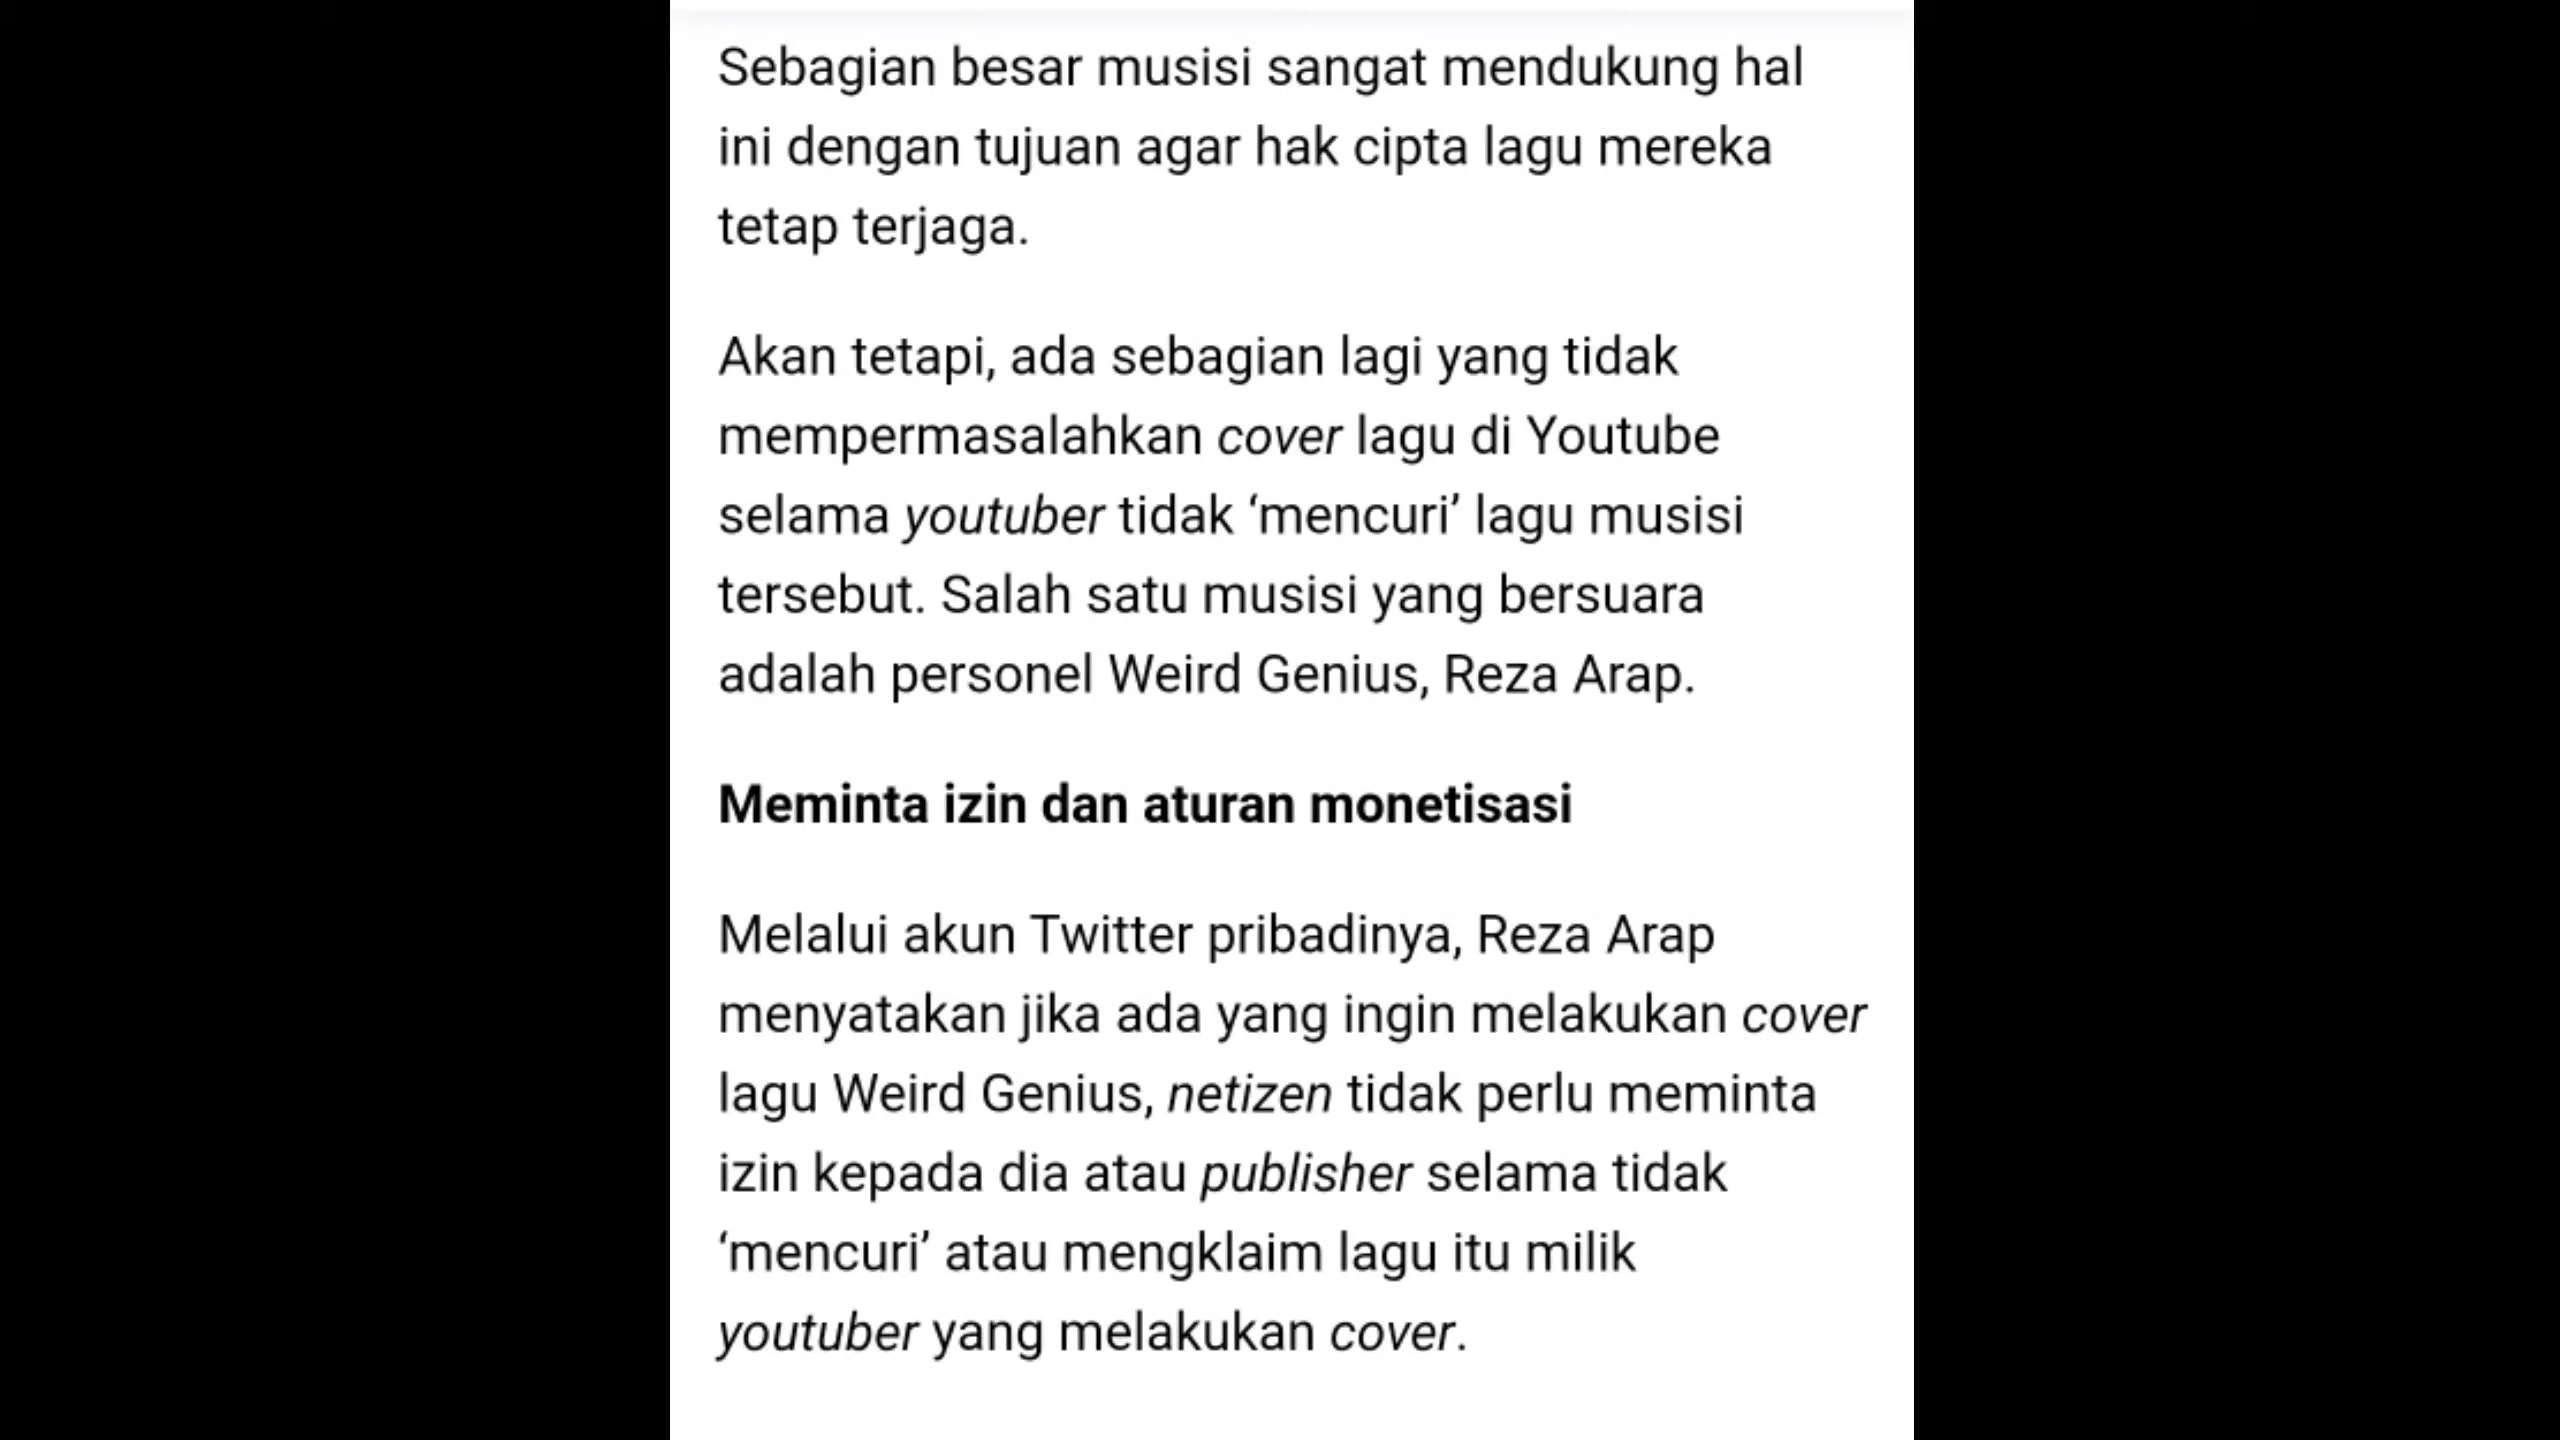 Sebagian besar musisi sangat mendukung hal
ini dengan tujuan agar hak cipta lagu mereka
tetap terjaga.
Akan tetapi, ada sebagian lagi yang tidak
mempermasalahkan cover lagu di Youtube
selama youtuber tidak ‘mencuri’ lagu musisi
tersebut. Salah satu musisi yang bersuara
adalah personel Weird Genius, Reza Arap.
Meminta izin dan aturan monetisasi
Melalui akun Twitter pribadinya, Reza Arap
menyatakan jika ada yang ingin melakukan cover
lagu Weird Genius, netizen tidak perlu meminta
izin kepada dia atau publisher selama tidak
‘mencuri’ atau mengklaim lagu itu milik
youtuber yang melakukan cover.